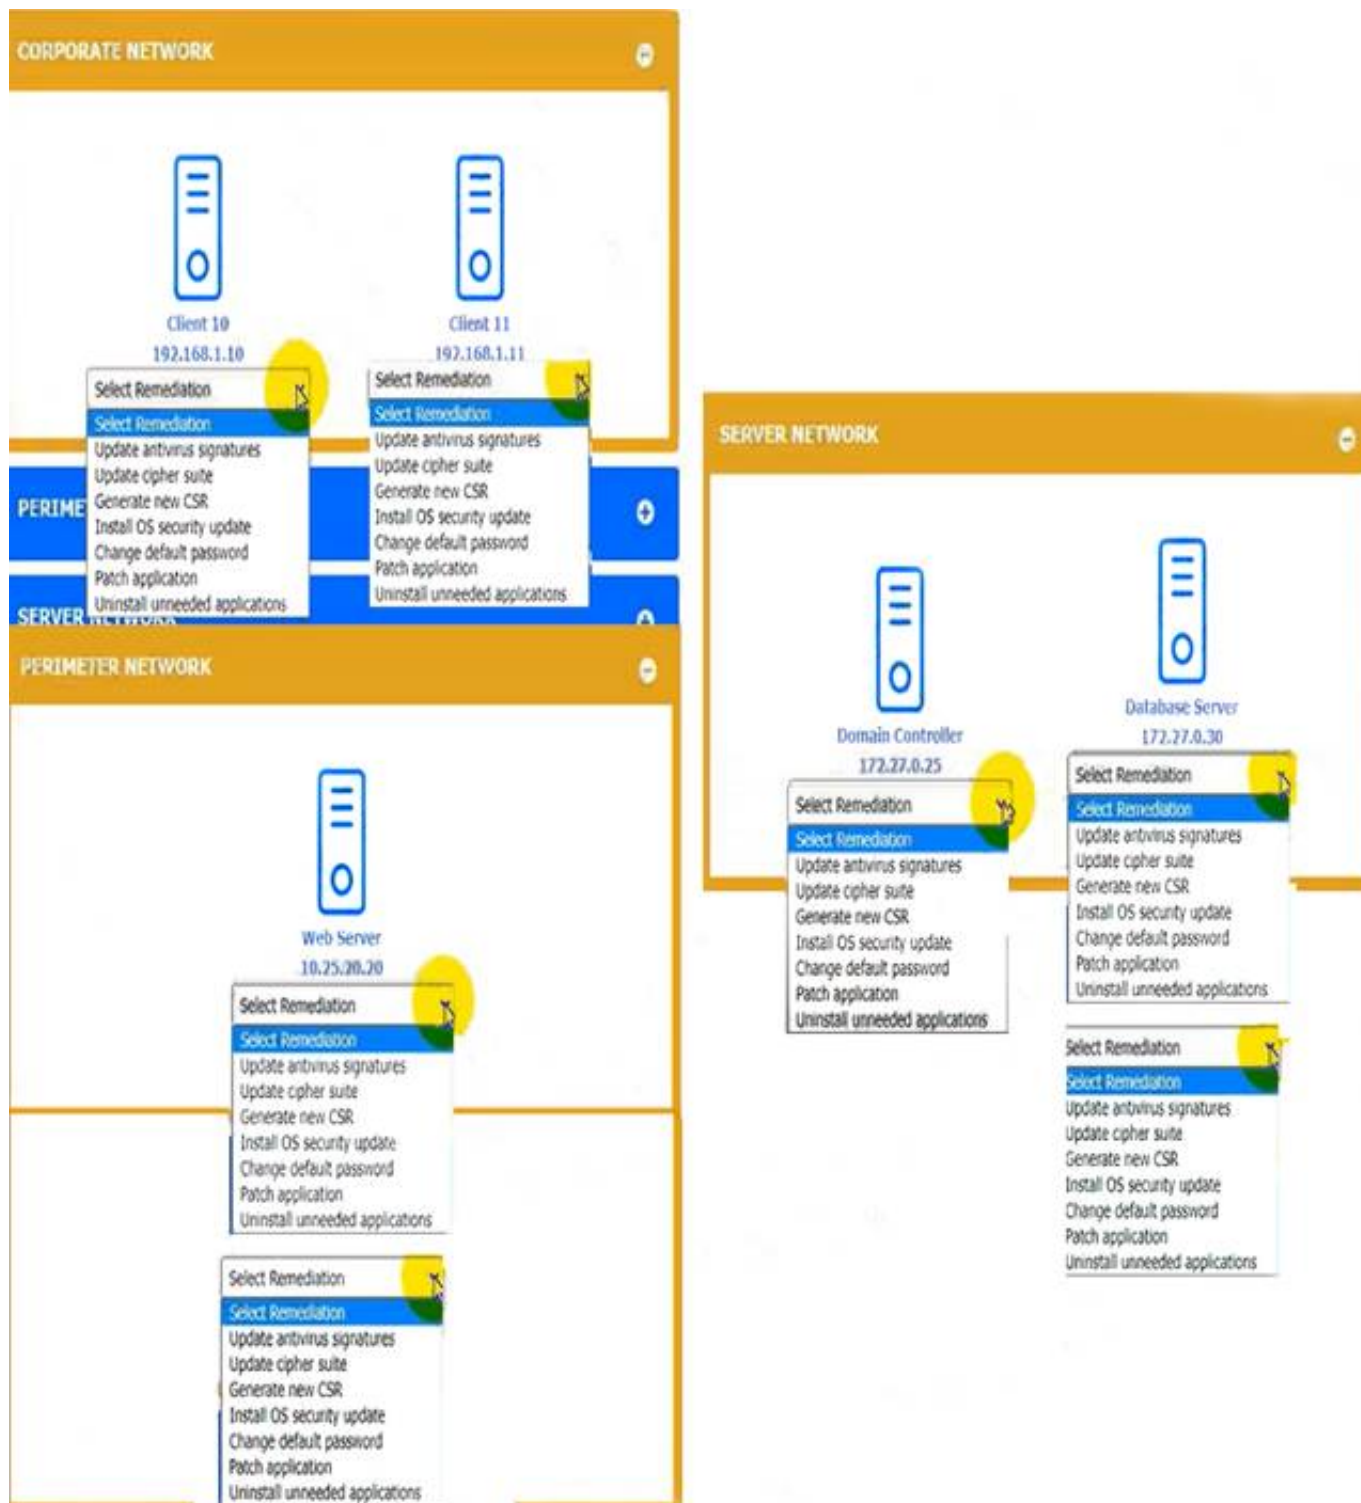 CORPORATE NETWORK
Client 10
192.168.1.10
Select Remediation
Select Remediation
Update antivirus signatures
Update cipher suite
Generate new CSR
Install OS security update
Change default password
Patch application
Uninstall unneeded applications
Client 11
192.168.1.11
Select Remediation
Select Remediation
Update antivirus signatures
Update cipher suite
Generate new CSR
Install OS security update
Change default password
Patch application
Uninstall unneeded applications
PERIME
SERVER NETWORK
PERIMETER NETWORK
Web Server
10.25.20.20
Select Remediation
Select Remediation
Update antivirus signatures
Update cipher suite
Generate new CSR
Install OS security update
Change default password
Patch application
Uninstall unneeded applications
Select Remediation
Select Remediation
Update antivirus signatures
Update cipher suite
Generate new CSR
Install OS security update
Change default password
Patch application
Uninstall unneeded applications
SERVER NETWORK
Domain Controller
172.27.0.25
Select Remediation
Select Remediation
Update antivirus signatures
Update cipher suite
Generate new CSR
Install OS security update
Change default password
Patch application
Uninstall unneeded applications
Database Server
172.27.0.30
Select Remediation
Select Remediation
Update antivirus signatures
Update cipher suite
Generate new CSR
Install OS security update
Change default password
Patch application
Uninstall unneeded applications
Select Remediation
Select Remediation
Update antivirus signatures
Update cipher suite
Generate new CSR
Install OS security update
Change default password
Patch application
Uninstall unneeded applications